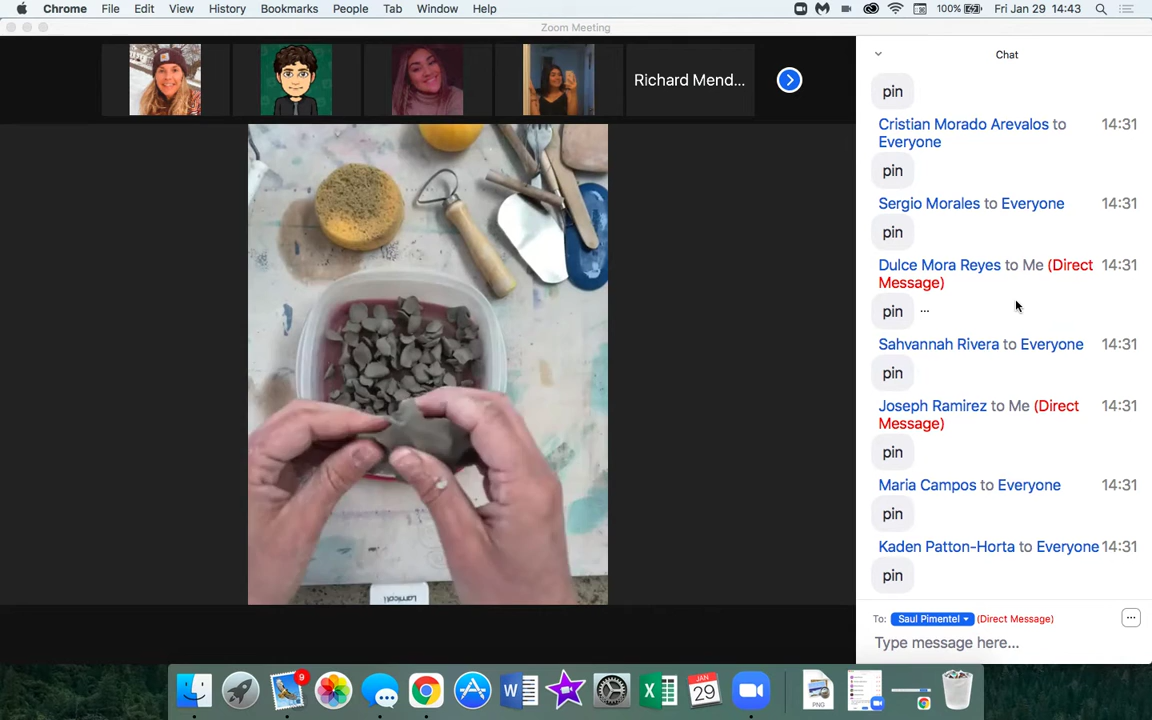 Chrome File Edit View History Bookmarks People Tab Window Help 100% Fri Jan 29 14:43
Zoom Meeting
Richard Mend...
Chat
pin
Cristian Morado Arevalos to 14:31
Everyone
pin
Sergio Morales to Everyone 14:31
pin
Dulce Mora Reyes to Me (Direct 14:31
Message)
pin ...
Sahvannah Rivera to Everyone 14:31
pin
Joseph Ramirez to Me (Direct 14:31
Message)
pin
Maria Campos to Everyone 14:31
pin
Kaden Patton-Horta to Everyone 14:31
pin
To: Saul Pimentel (Direct Message)
Type message here...
9
W
X
JAN
29
PNG